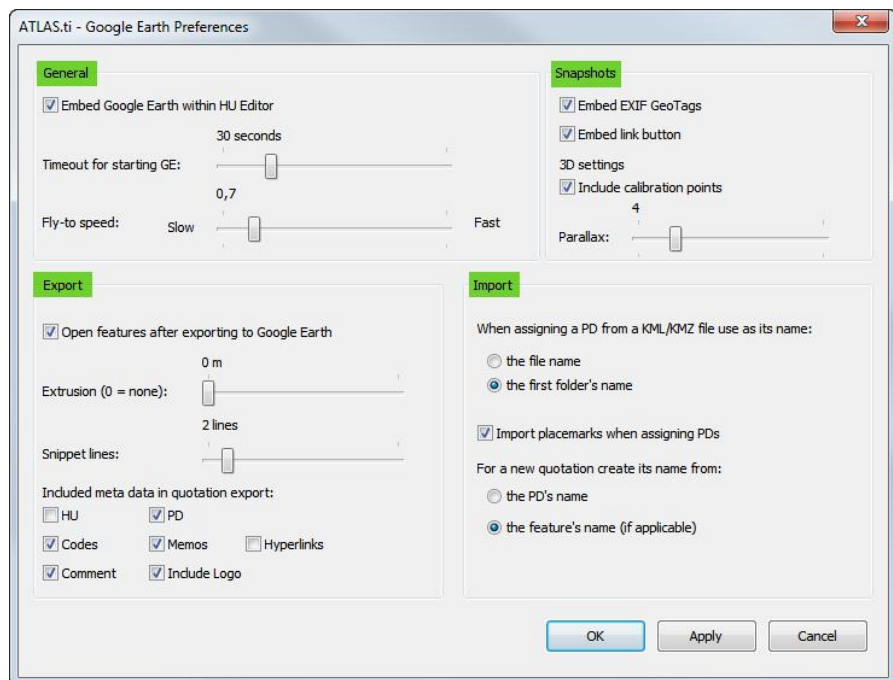 ATLAS.ti - Google Earth Preferences
General
Embed Google Earth within HU Editor
30 seconds
Timeout for starting GE:
0,7
Fly-to speed:
Slow
Fast
Snapshots
Embed EXIF GeoTags
Embed link button
3D settings
Include calibration points
4
Parallax:
Export
Open features after exporting to Google Earth
0 m
Extrusion (0 = none):
2 lines
Snippet lines:
Included meta data in quotation export:
HU
PD
Codes
Memos
Hyperlinks
Comment
Include Logo
Import
When assigning a PD from a KML/KMZ file use as its name:
the file name
the first folder's name
Import placemarks when assigning PDs
For a new quotation create its name from:
the PD's name
the feature's name (if applicable)
OK
Apply
Cancel